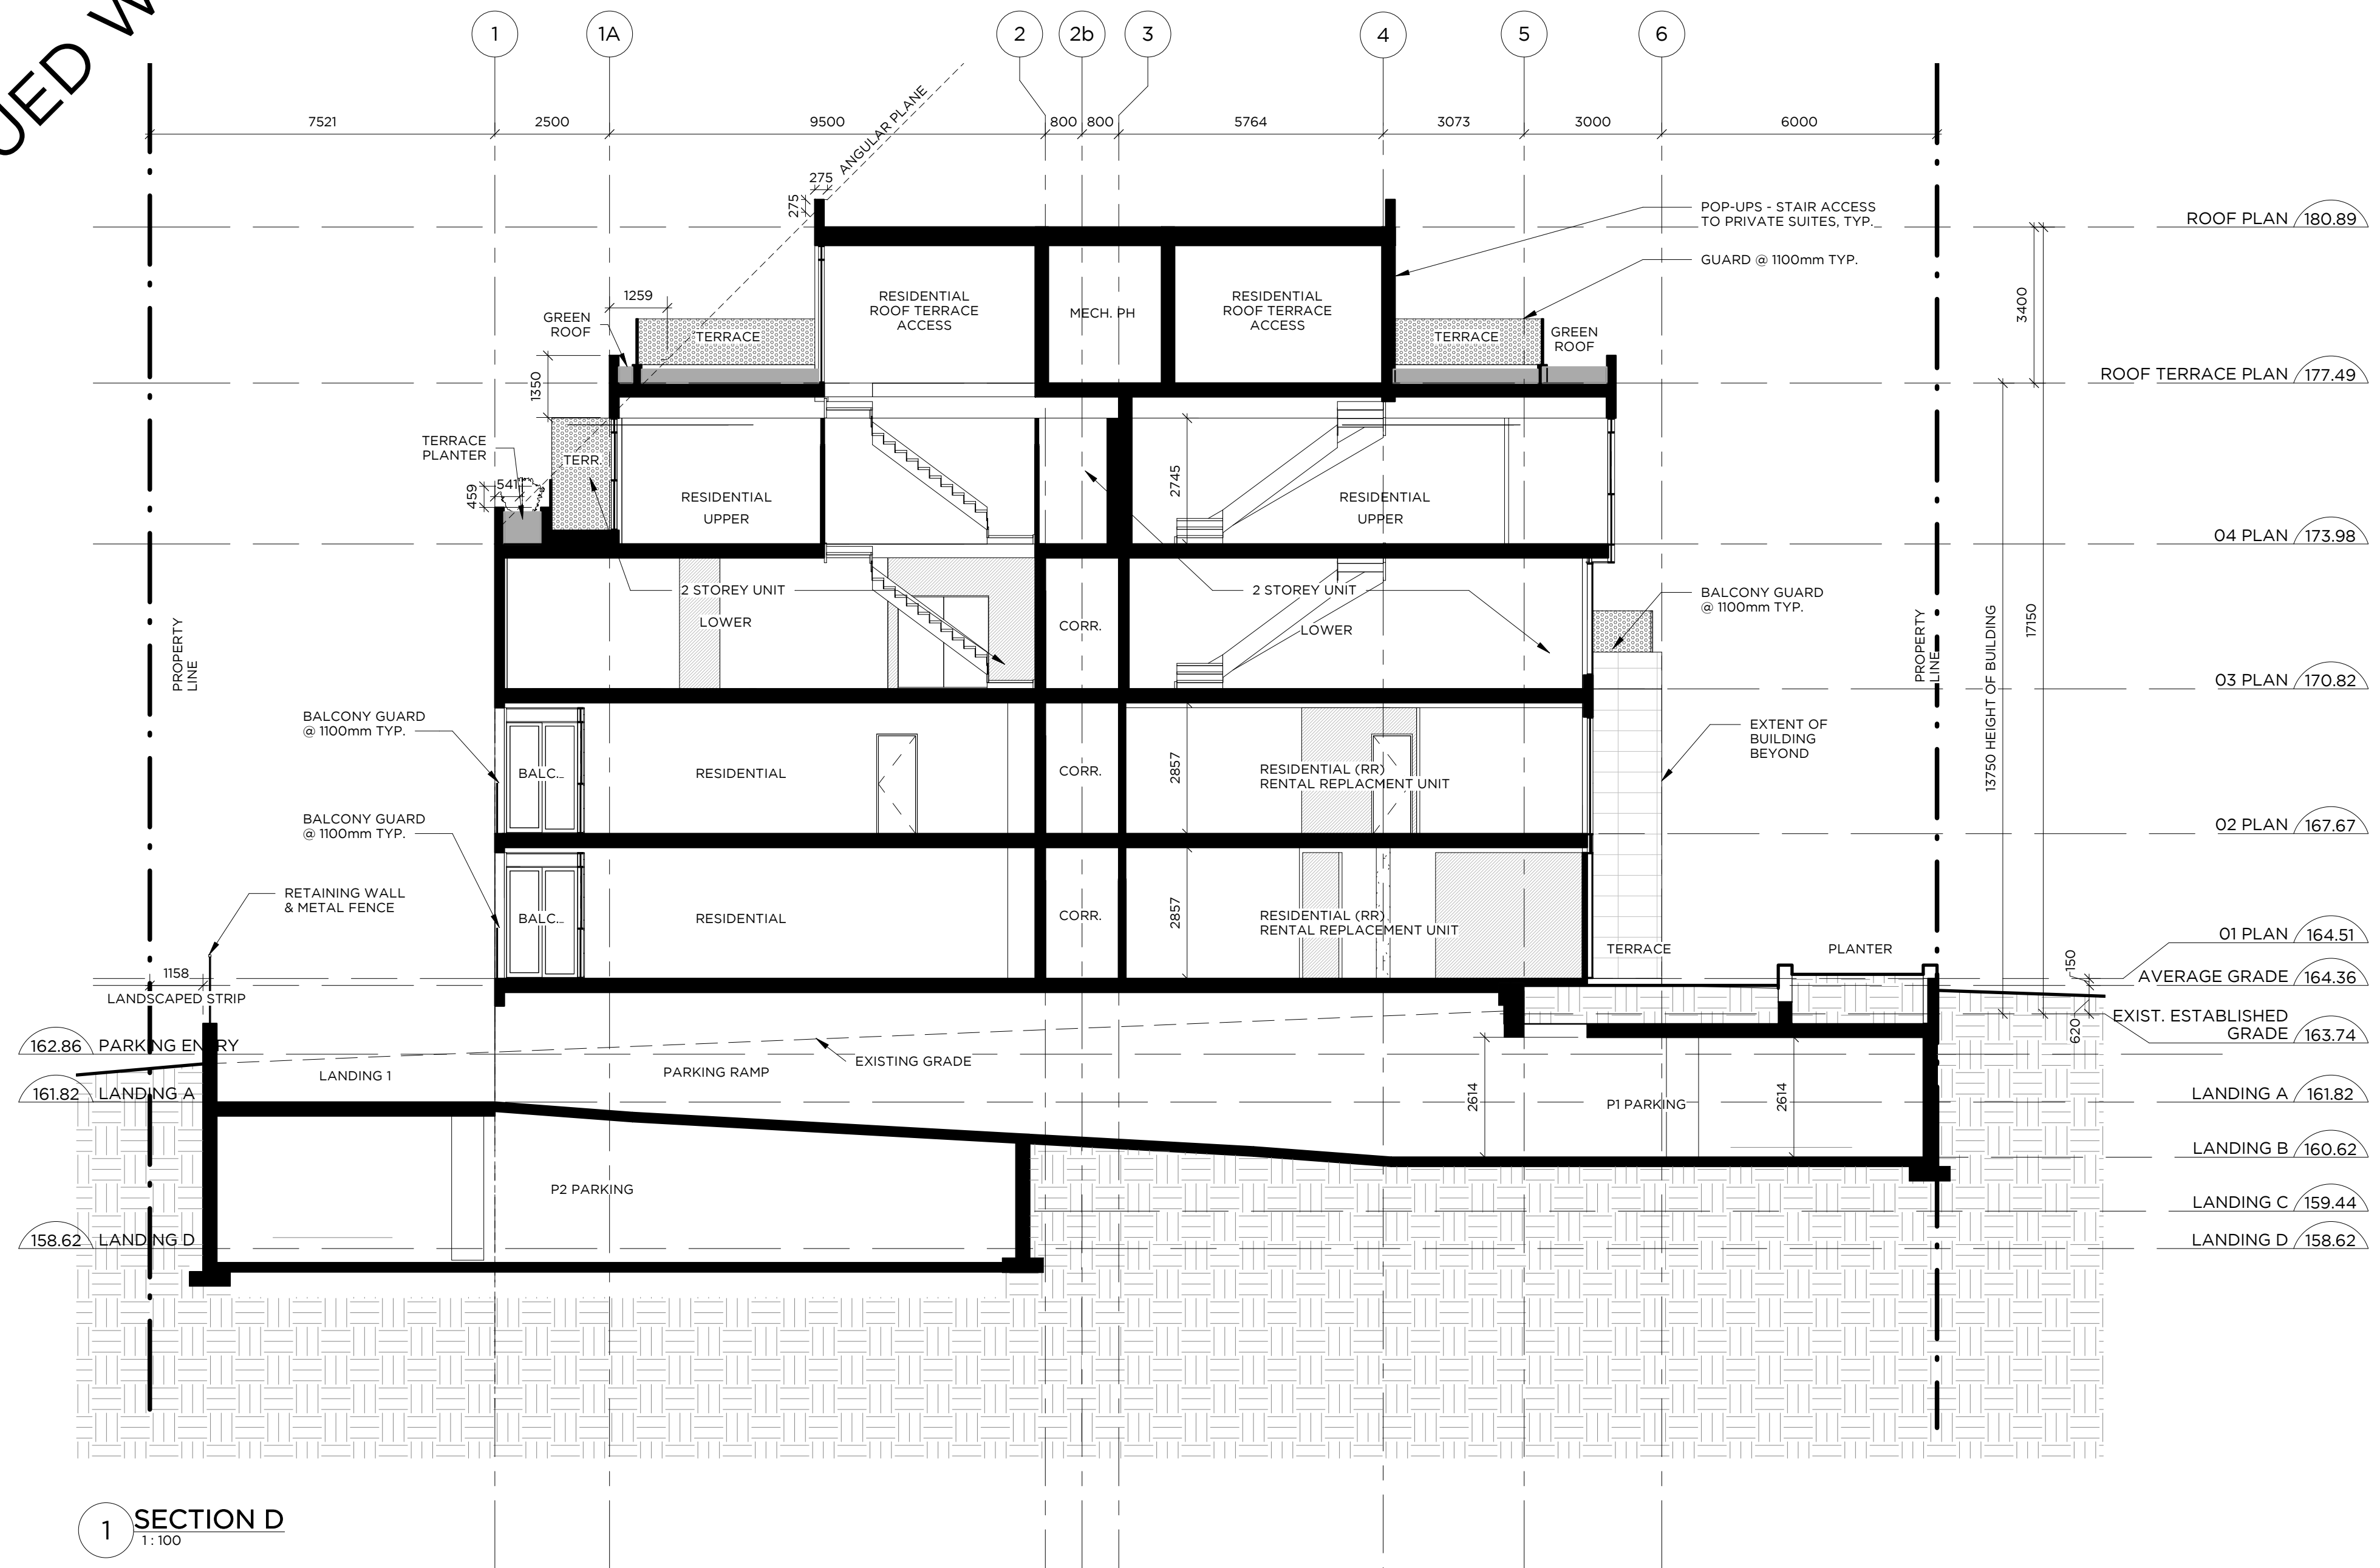 UED W
1
1A
2
2b
3
4
5
6
7521
2500
9500
800
800
5764
3073
3000
6000
ANGULAR PLANE
275
275
POP-UPS - STAIR ACCESS
TO PRIVATE SUITES, TYP.
ROOF PLAN 180.89
GUARD @ 1100mm TYP.
1259
GREEN
ROOF
TERRACE
RESIDENTIAL
ROOF TERRACE
ACCESS
MECH. PH
RESIDENTIAL
ROOF TERRACE
ACCESS
TERRACE
GREEN
ROOF
3400
1350
ROOF TERRACE PLAN 177.49
TERRACE
PLANTER
TERR.
459
541
RESIDENTIAL
UPPER
2745
RESIDENTIAL
UPPER
04 PLAN 173.98
2 STOREY UNIT
LOWER
CORR.
2 STOREY UNIT
LOWER
BALCONY GUARD
@ 1100mm TYP.
PROPERTY
LINE
PROPERTY
LINE
13750 HEIGHT OF BUILDING
17150
03 PLAN 170.82
BALCONY GUARD
@ 1100mm TYP.
BALC...
RESIDENTIAL
CORR.
2857
RESIDENTIAL (RR)
RENTAL REPLACMENT UNIT
EXTENT OF
BUILDING
BEYOND
02 PLAN 167.67
BALCONY GUARD
@ 1100mm TYP.
RETAINING WALL
& METAL FENCE
BALC...
RESIDENTIAL
CORR.
2857
RESIDENTIAL (RR)
RENTAL REPLACEMENT UNIT
TERRACE
PLANTER
01 PLAN 164.51
150
AVERAGE GRADE 164.36
1158
LANDSCAPED STRIP
620
EXIST. ESTABLISHED
GRADE 163.74
162.86 PARKING ENTRY
EXISTING GRADE
LANDING 1
PARKING RAMP
161.82 LANDING A
2614
P1 PARKING
2614
LANDING A 161.82
LANDING B 160.62
P2 PARKING
LANDING C 159.44
158.62 LANDING D
LANDING D 158.62
1 SECTION D
1 : 100